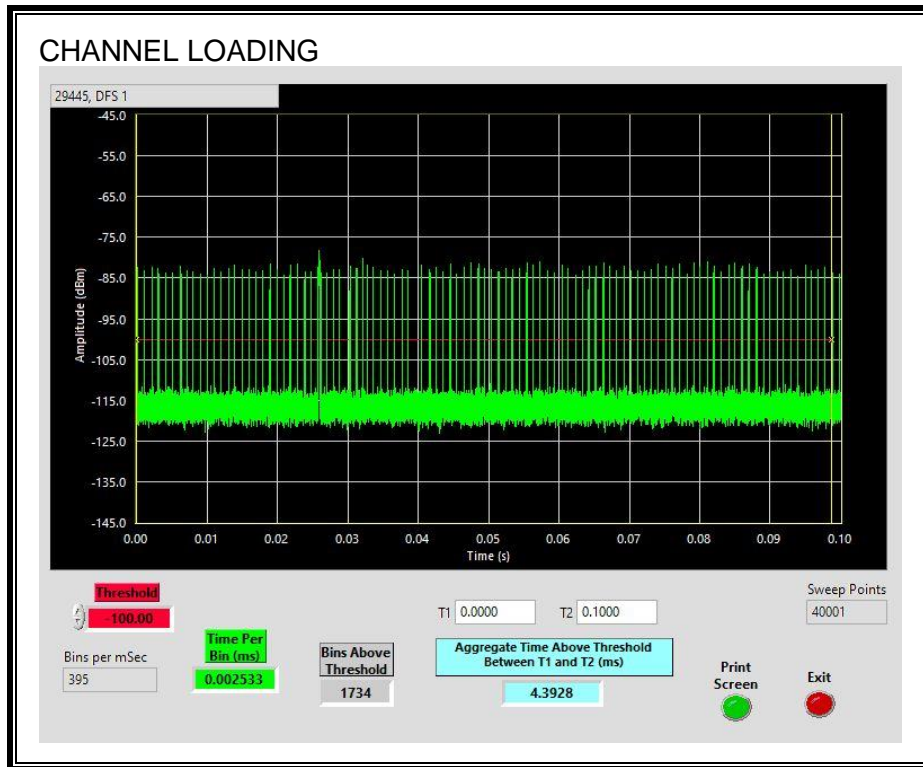 CHANNEL LOADING
29445, DFS 1
-45.0
-55.0
-65.0
-75.0
-85.0
-95.0
-105.0
-115.0
-125.0
-135.0
-145.0
Amplitude (dBm)
0.00 0.01 0.02 0.03 0.04 0.05 0.06 0.07 0.08 0.09 0.10
Time (s)
Threshold
-100.00
Bins per mSec
395
Time Per
Bin (ms)
0.002533
Bins Above
Threshold
1734
T1 0.0000 T2 0.1000
Aggregate Time Above Threshold
Between T1 and T2 (ms)
4.3928
Sweep Points
40001
Print
Screen
Exit